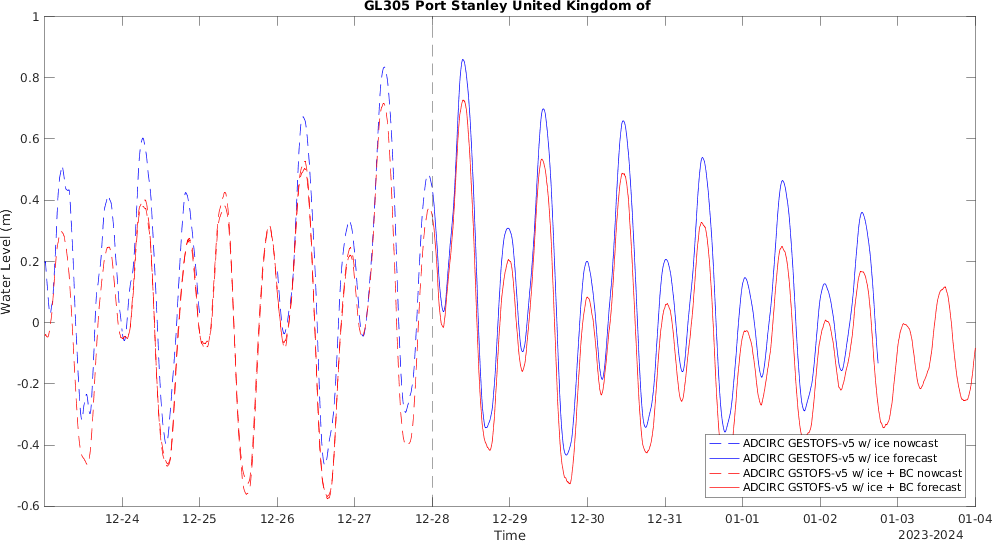 GL305 Port Stanley United Kingdom of
1
0.8
0.6
0.4
0.2
0
-0.2
-0.4
-0.6
Water Level (m)
12-24 12-25 12-26 12-27 12-28 12-29 12-30 12-31 01-01 01-02 01-03 01-04
Time
2023-2024
ADCIRC GESTOFS-v5 w/ ice nowcast
ADCIRC GESTOFS-v5 w/ ice forecast
ADCIRC GSTOFS-v5 w/ ice + BC nowcast
ADCIRC GSTOFS-v5 w/ ice + BC forecast